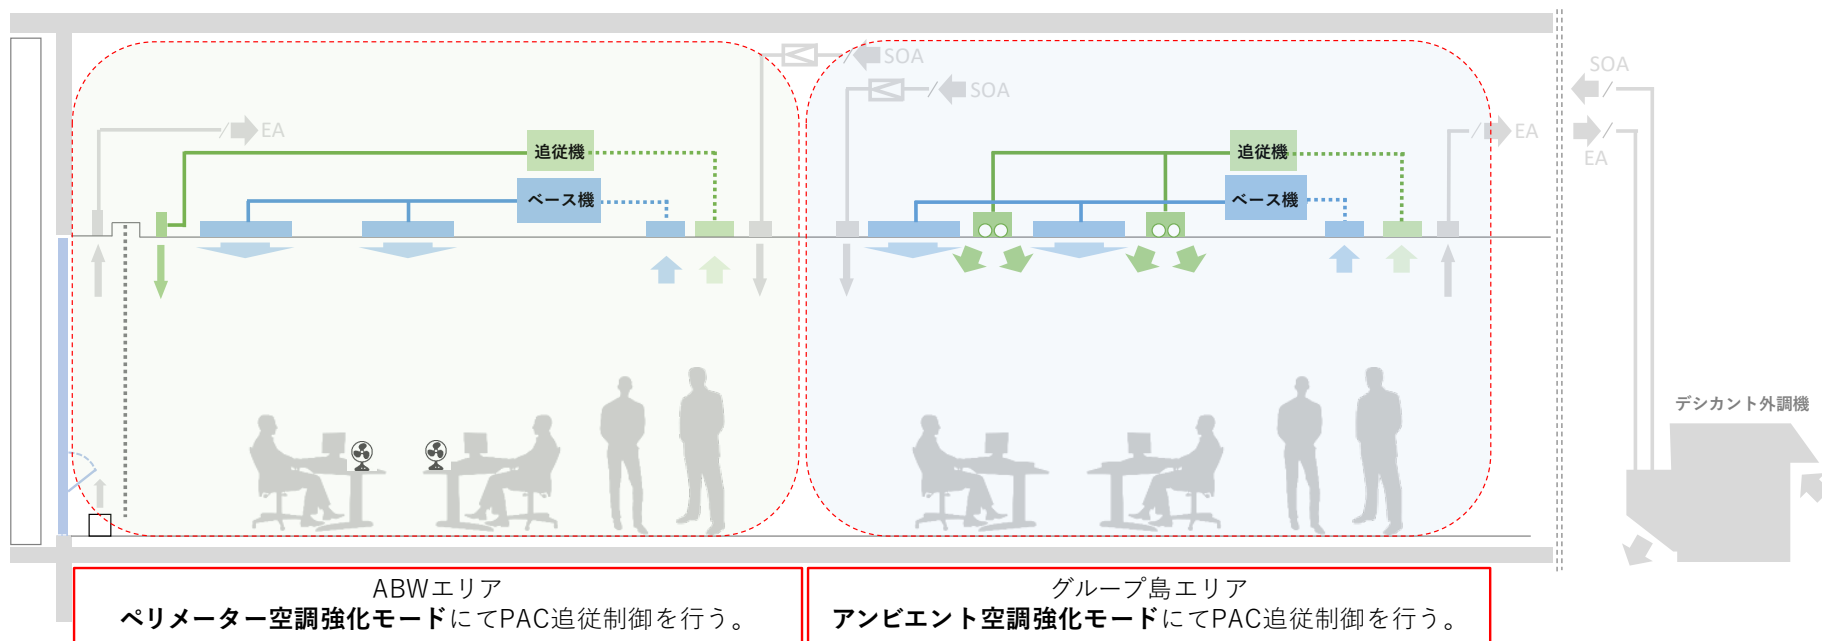 SOA
SOA
SOA
EA
EA
EA
追従機
ベース機
追従機
ベース機
デシカント外調機
ABWエリア
ペリメーター空調強化モードにてPAC追従制御を行う。
グループ島エリア
アンビエント空調強化モードにてPAC追従制御を行う。